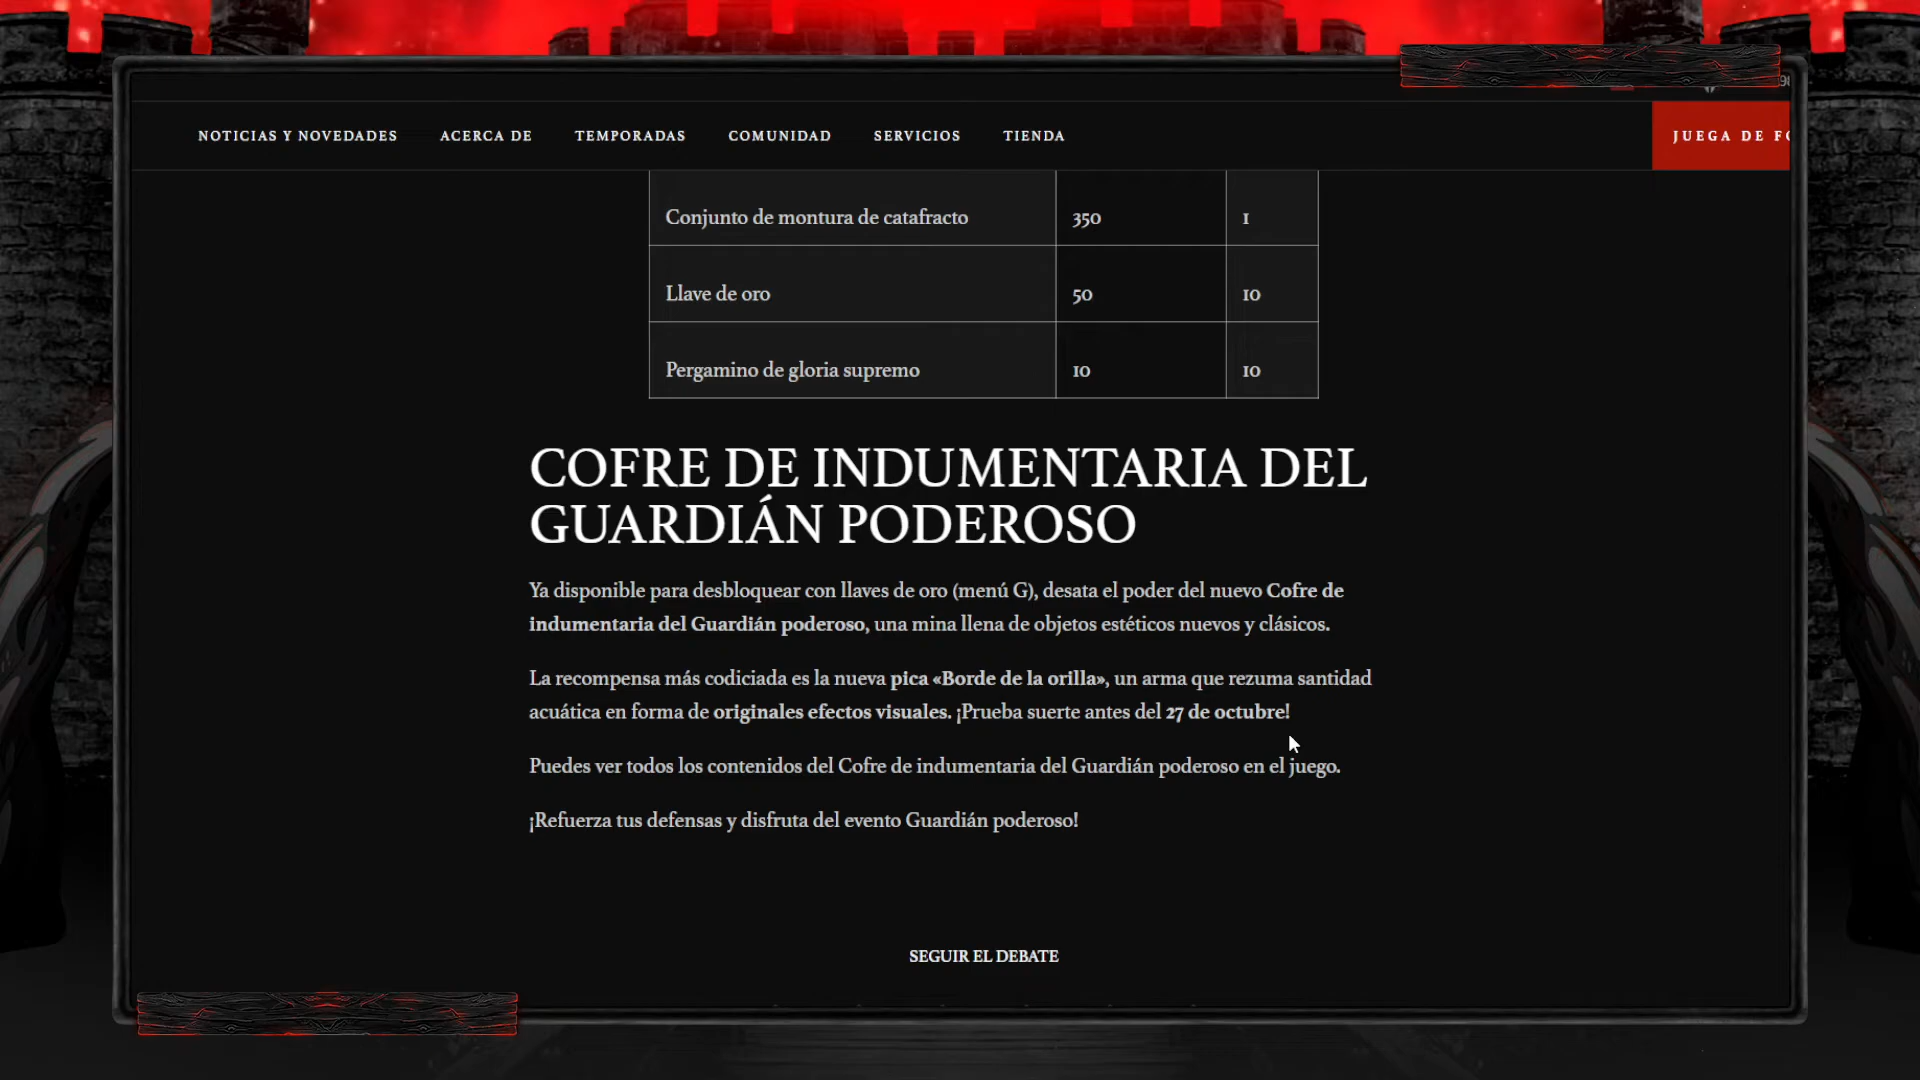 NOTICIAS Y NOVEDADES ACERCA DE TEMPORADAS COMUNIDAD SERVICIOS TIENDA JUEGA DE
Conjunto de montura de catafracto 350 1
Llave de oro 50 10
Pergamino de gloria supremo 10 10
COFRE DE INDUMENTARIA DEL
GUARDIÁN PODEROSO
Ya disponible para desbloquear con llaves de oro (menú G), desata el poder del nuevo Cofre de
indumentaria del Guardián poderoso, una mina llena de objetos estéticos nuevos y clásicos.
La recompensa más codiciada es la nueva pica «Borde de la orilla», un arma que rezuma santidad
acuática en forma de originales efectos visuales. ¡Prueba suerte antes del 27 de octubre!
Puedes ver todos los contenidos del Cofre de indumentaria del Guardián poderoso en el juego.
¡Refuerza tus defensas y disfruta del evento Guardián poderoso!
SEGUIR EL DEBATE